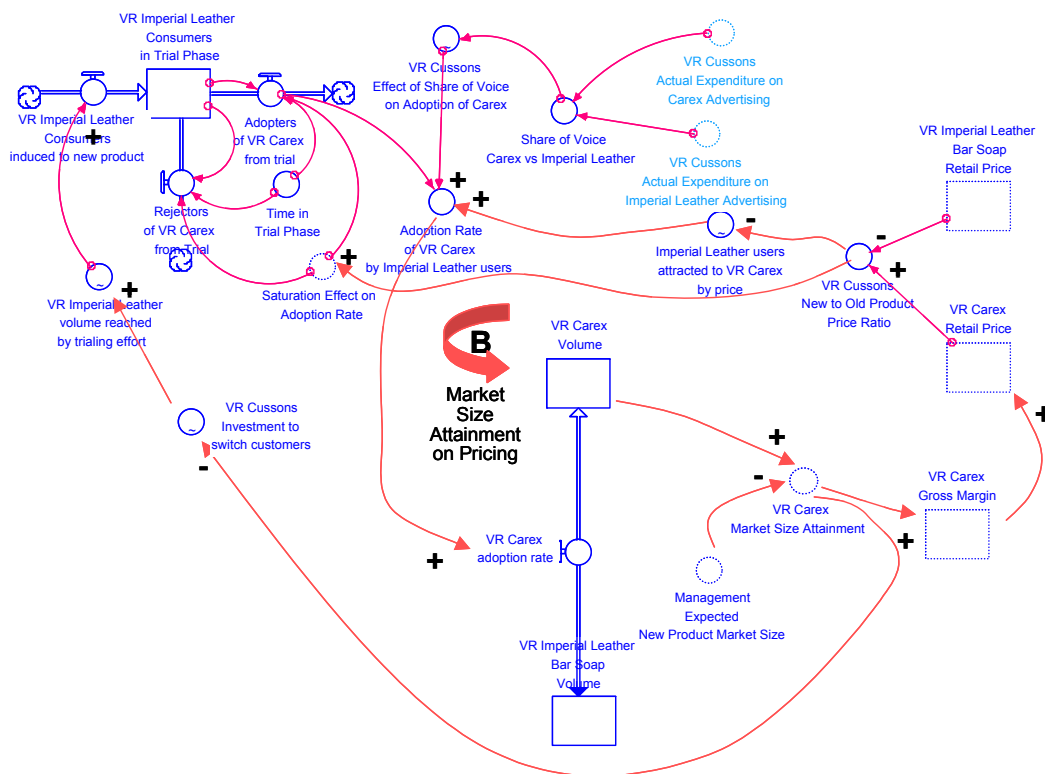 VR Imperial Leather
Consumers
in Trial Phase
VR Imperial Leather
Consumers
induced to new product
+
Adopters
of VR Carex
from trial
Rejectors
of VR Carex
from Trial
Time in
Trial Phase
VR Cussons
Effect of Share of Voice
on Adoption of Carex
Share of Voice
Carex vs Imperial Leather
VR Cussons
Actual Expenditure on
Carex Advertising
VR Cussons
Actual Expenditure on
Imperial Leather Advertising
VR Imperial Leather
Bar Soap
Retail Price
+
+
Adoption Rate
of VR Carex
by Imperial Leather users
-
~
Imperial Leather users
attracted to VR Carex
by price
-
+
VR Cussons
New to Old Product
Price Ratio
VR Carex
Retail Price
+
Saturation Effect on
Adoption Rate
~
+
~
VR Imperial Leather
volume reached
by trialing effort
+
~
~
VR Cussons
Investment to
switch customers
-
B
Market
Size
Attainment
on Pricing
VR Carex
Volume
+
-
VR Carex
Market Size Attainment
VR Carex
Gross Margin
+
+
VR Carex
adoption rate
+
Management
Expected
New Product Market Size
VR Imperial Leather
Bar Soap
Volume